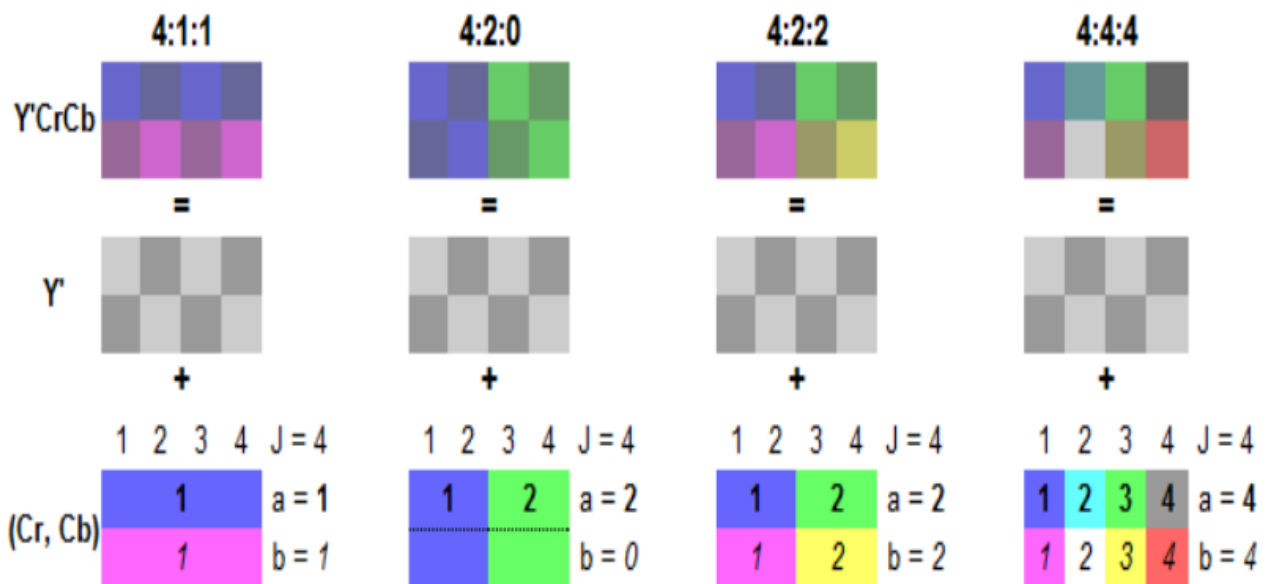 4:1:1 4:2:0 4:2:2 4:4:4
Y'CrCb
= = = =
Y'
+ + + +
1 2 3 4 J = 4 1 2 3 4 J = 4 1 2 3 4 J = 4 1 2 3 4 J = 4
(Cr, Cb)
1 a = 1 1 2 a = 2 1 2 a = 2 1 2 3 4 a = 4
1 b = 1 b = 0 1 2 b = 2 1 2 3 4 b = 4